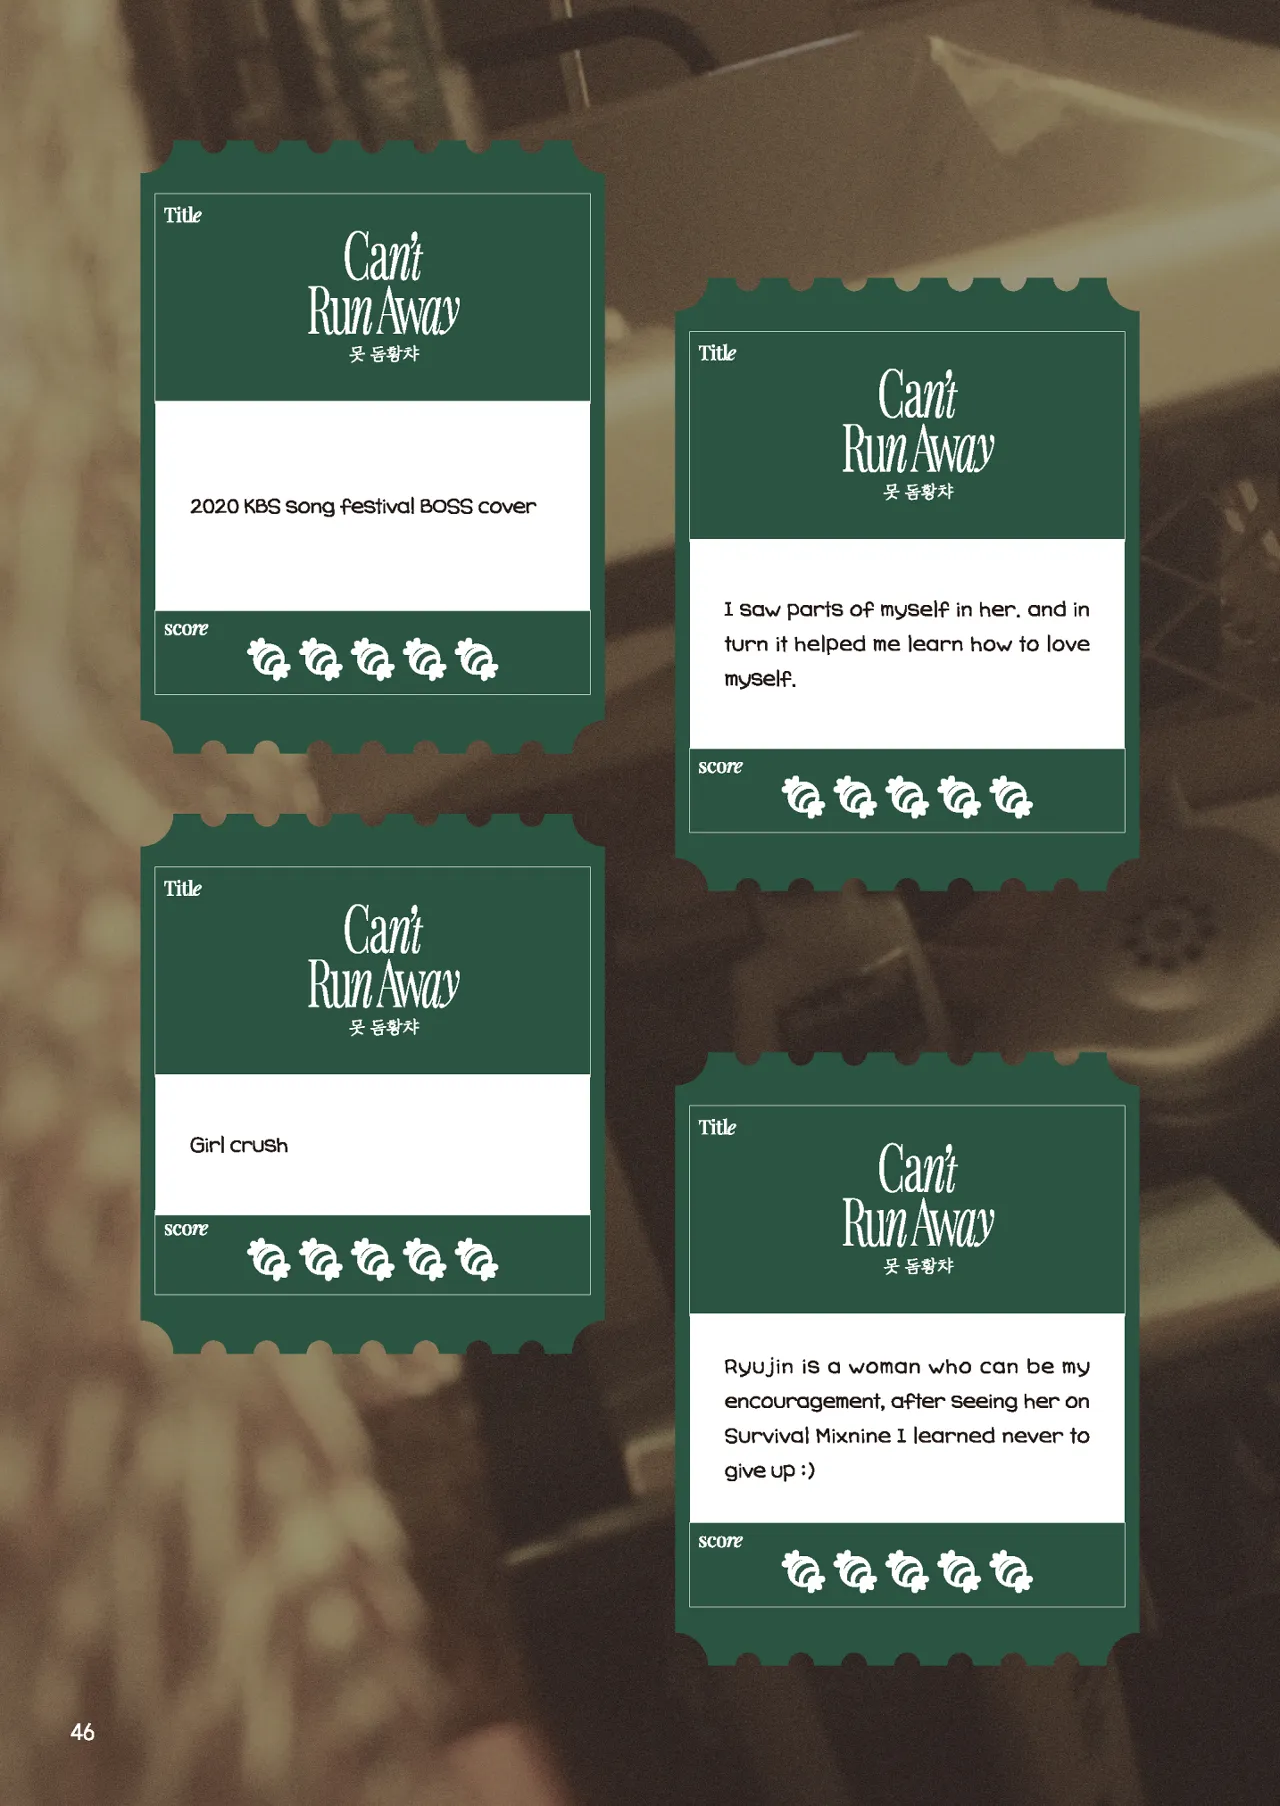 Title
Can't
Run Away
못 돔황챠
2020 KBS song festival BOSS cover
score
Title
Can't
Run Away
못 돔황챠
I saw parts of myself in her. and in
turn it helped me learn how to love
myself.
score
Title
Can't
Run Away
못 돔황챠
Girl crush
score
Title
Can't
Run Away
못 돔황챠
Ryujin is a woman who can be my
encouragement, after seeing her on
Survival Mixnine I learned never to
give up :)
score
46